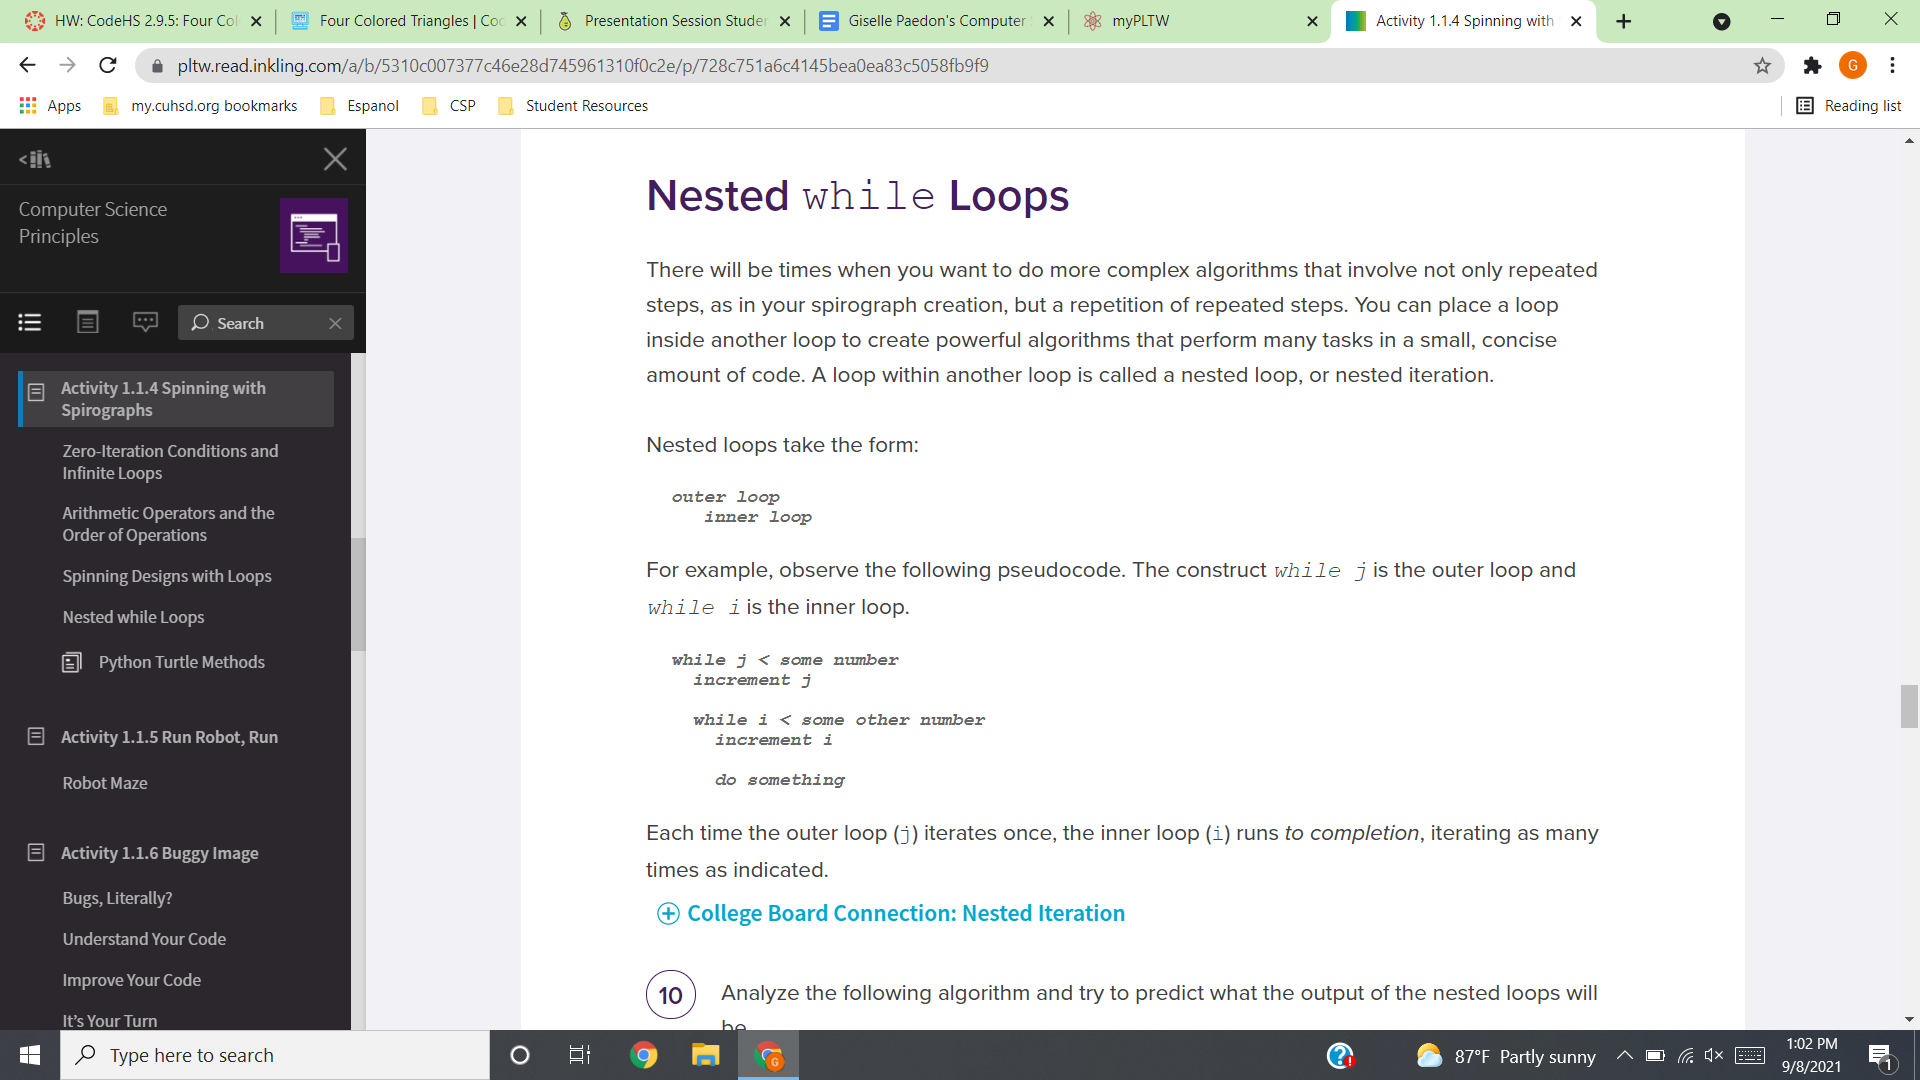 HW: CodeHS 2.9.5: Four Col
Four Colored Triangles | Cod
Presentation Session Studen
Giselle Paedon's Computer
myPLTW
Activity 1.1.4 Spinning with
pltw.read.inkling.com/a/b/5310c007377c46e28d745961310f0c2e/p/728c751a6c4145bea0ea83c5058fb9f9
G
Apps
my.cuhsd.org bookmarks
Espanol
CSP
Student Resources
Reading list
Computer Science
Principles
Search
Activity 1.1.4 Spinning with
Spirographs
Zero-Iteration Conditions and
Infinite Loops
Arithmetic Operators and the
Order of Operations
Spinning Designs with Loops
Nested while Loops
Python Turtle Methods
Activity 1.1.5 Run Robot, Run
Robot Maze
Activity 1.1.6 Buggy Image
Bugs, Literally?
Understand Your Code
Improve Your Code
It's Your Turn
Nested while Loops
There will be times when you want to do more complex algorithms that involve not only repeated
steps, as in your spirograph creation, but a repetition of repeated steps. You can place a loop
inside another loop to create powerful algorithms that perform many tasks in a small, concise
amount of code. A loop within another loop is called a nested loop, or nested iteration.
Nested loops take the form:
outer loop
inner loop
For example, observe the following pseudocode. The construct while j is the outer loop and
while i is the inner loop.
while j < some number
increment j
while i < some other number
increment i
do something
Each time the outer loop (j) iterates once, the inner loop (i) runs to completion, iterating as many
times as indicated.
College Board Connection: Nested Iteration
10
Analyze the following algorithm and try to predict what the output of the nested loops will
be
Type here to search
G
87°F Partly sunny
1:02 PM
9/8/2021
1